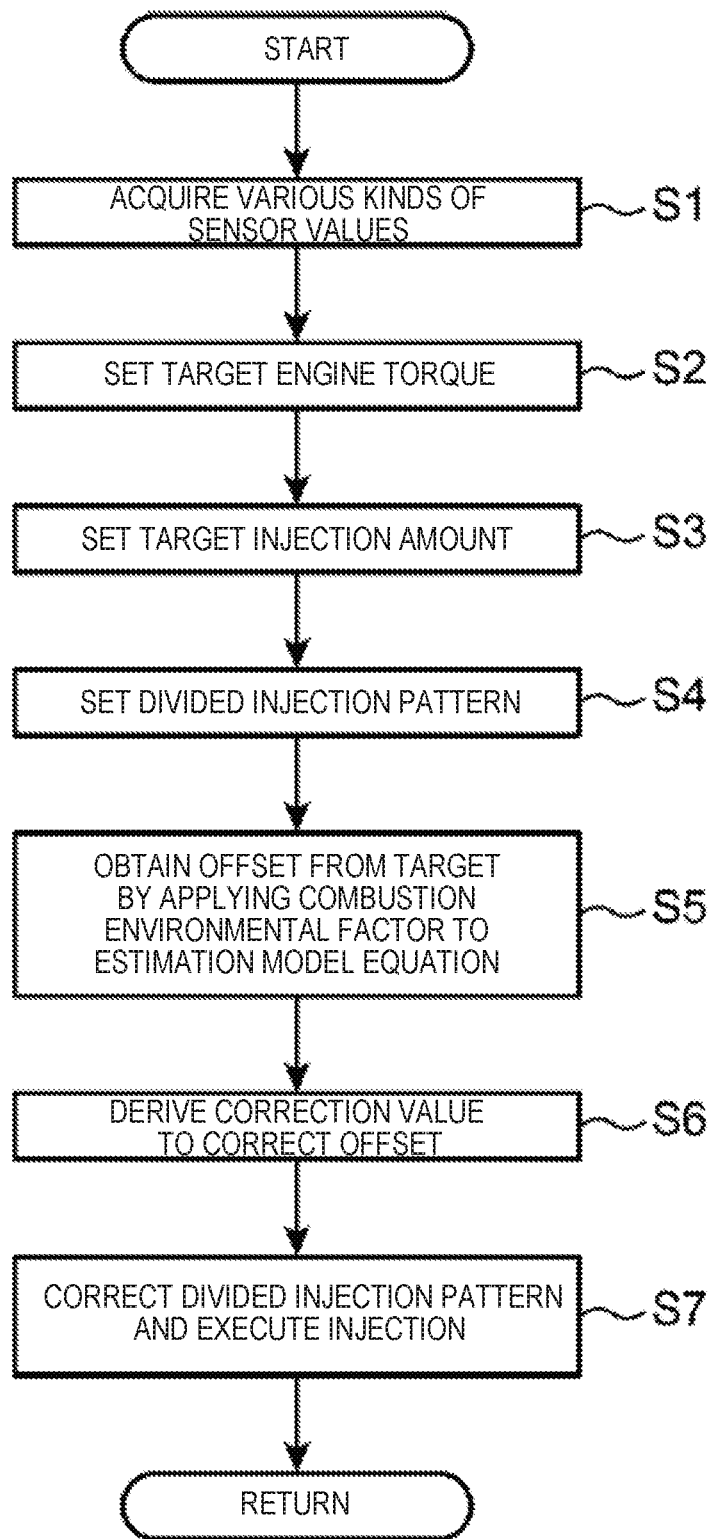 START
ACQUIRE VARIOUS KINDS OF
SENSOR VALUES
S1
SET TARGET ENGINE TORQUE
S2
SET TARGET INJECTION AMOUNT
S3
SET DIVIDED INJECTION PATTERN
S4
OBTAIN OFFSET FROM TARGET
BY APPLYING COMBUSTION
ENVIRONMENTAL FACTOR TO
ESTIMATION MODEL EQUATION
S5
DERIVE CORRECTION VALUE
TO CORRECT OFFSET
S6
CORRECT DIVIDED INJECTION PATTERN
AND EXECUTE INJECTION
S7
RETURN